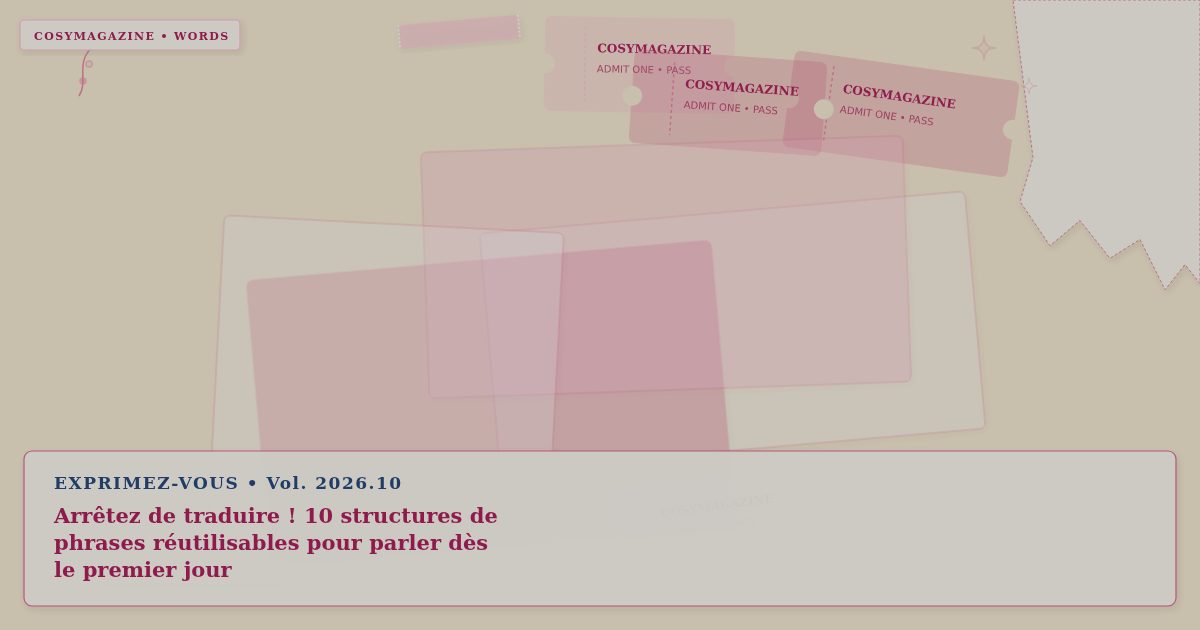 COSYMAGAZINE • WORDS
COSYMAGAZINE
ADMIT ONE • PASS
COSYMAGAZINE
ADMIT ONE • PASS
COSYMAGAZINE
ADMIT ONE • PASS
COSYMAGAZINE
EXPRIMEZ-VOUS • Vol. 2026.10
Arrêtez de traduire ! 10 structures de
phrases réutilisables pour parler dès
le premier jour